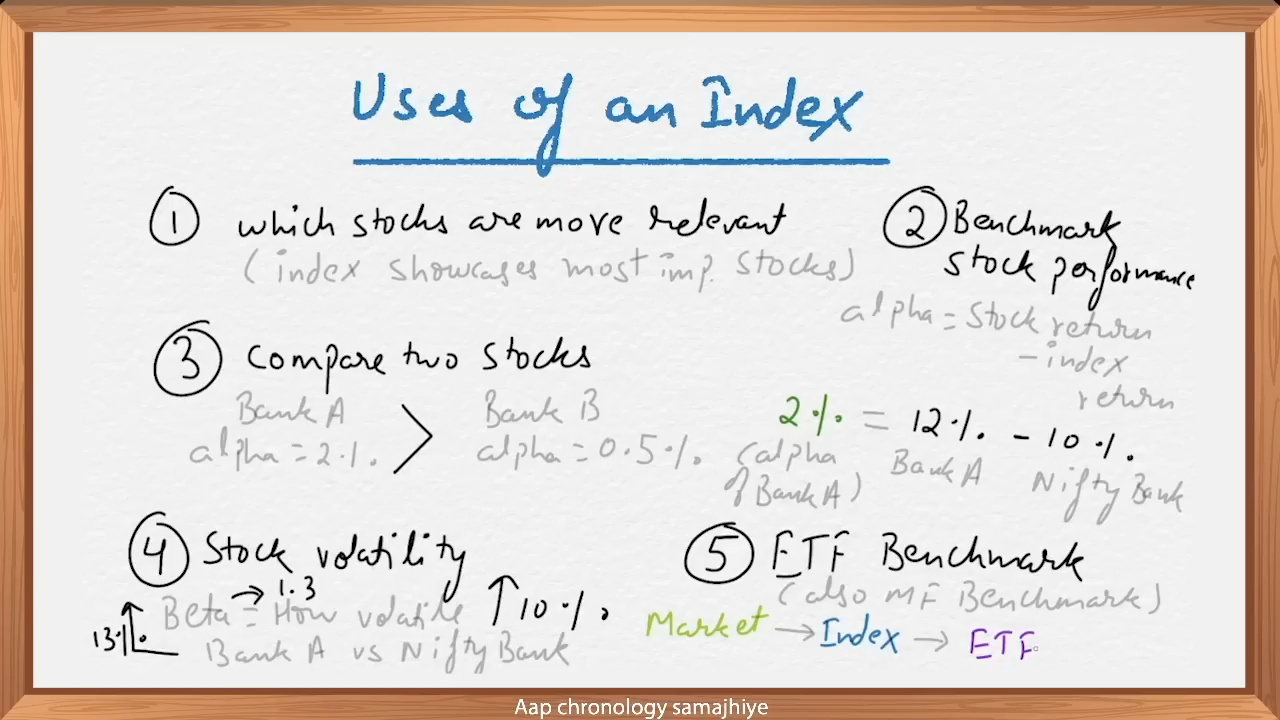 Uses of an Index
1 which stocks are move relevant
(index showcases most imp. stocks)
2 Benchmark
stock performance
alpha = Stock return
- index
return
3 Compare two stocks
Bank A > Bank B
alpha = 2%. alpha = 0.5%.
2% = 12% - 10%.
(alpha Bank A Nifty Bank
of Bank A)
4 Stock volatility
Beta = How volatile
→ 1.3
↑ 10%.
13%
Bank A vs Nifty Bank
5 ETF Benchmark
(also MF Benchmark)
Market → Index → ETF
Aap chronology samajhiye